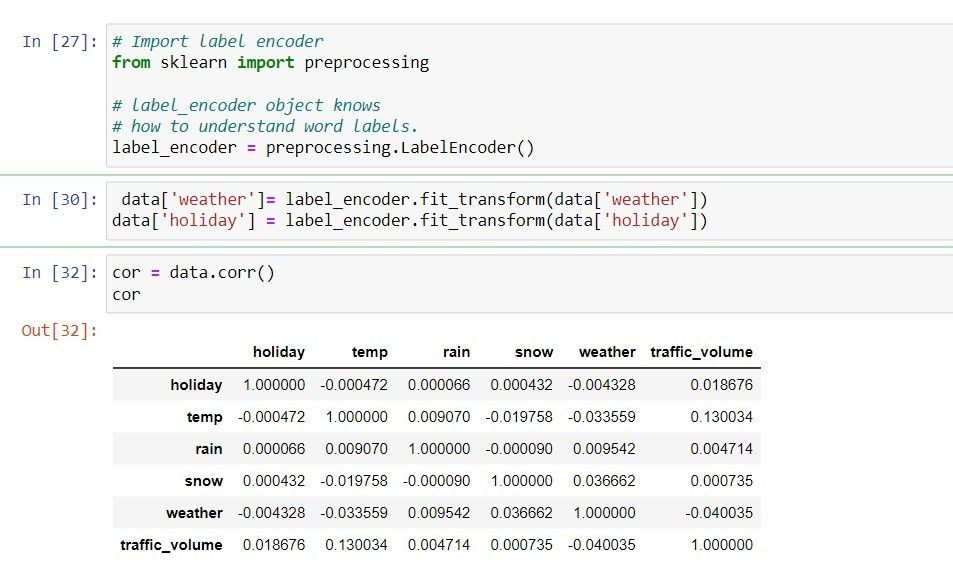 In [27]: # Import label encoder
from sklearn import preprocessing
# label_encoder object knows
# how to understand word labels.
label_encoder = preprocessing.LabelEncoder()
In [30]: data['weather']= label_encoder.fit_transform(data['weather'])
data['holiday'] = label_encoder.fit_transform(data['holiday'])
In [32]: cor = data.corr()
cor
Out[32]:
holiday temp rain snow weather traffic_volume
holiday 1.000000 -0.000472 0.000066 0.000432 -0.004328 0.018676
temp -0.000472 1.000000 0.009070 -0.019758 -0.033559 0.130034
rain 0.000066 0.009070 1.000000 -0.000090 0.009542 0.004714
snow 0.000432 -0.019758 -0.000090 1.000000 0.036662 0.000735
weather -0.004328 -0.033559 0.009542 0.036662 1.000000 -0.040035
traffic_volume 0.018676 0.130034 0.004714 0.000735 -0.040035 1.000000